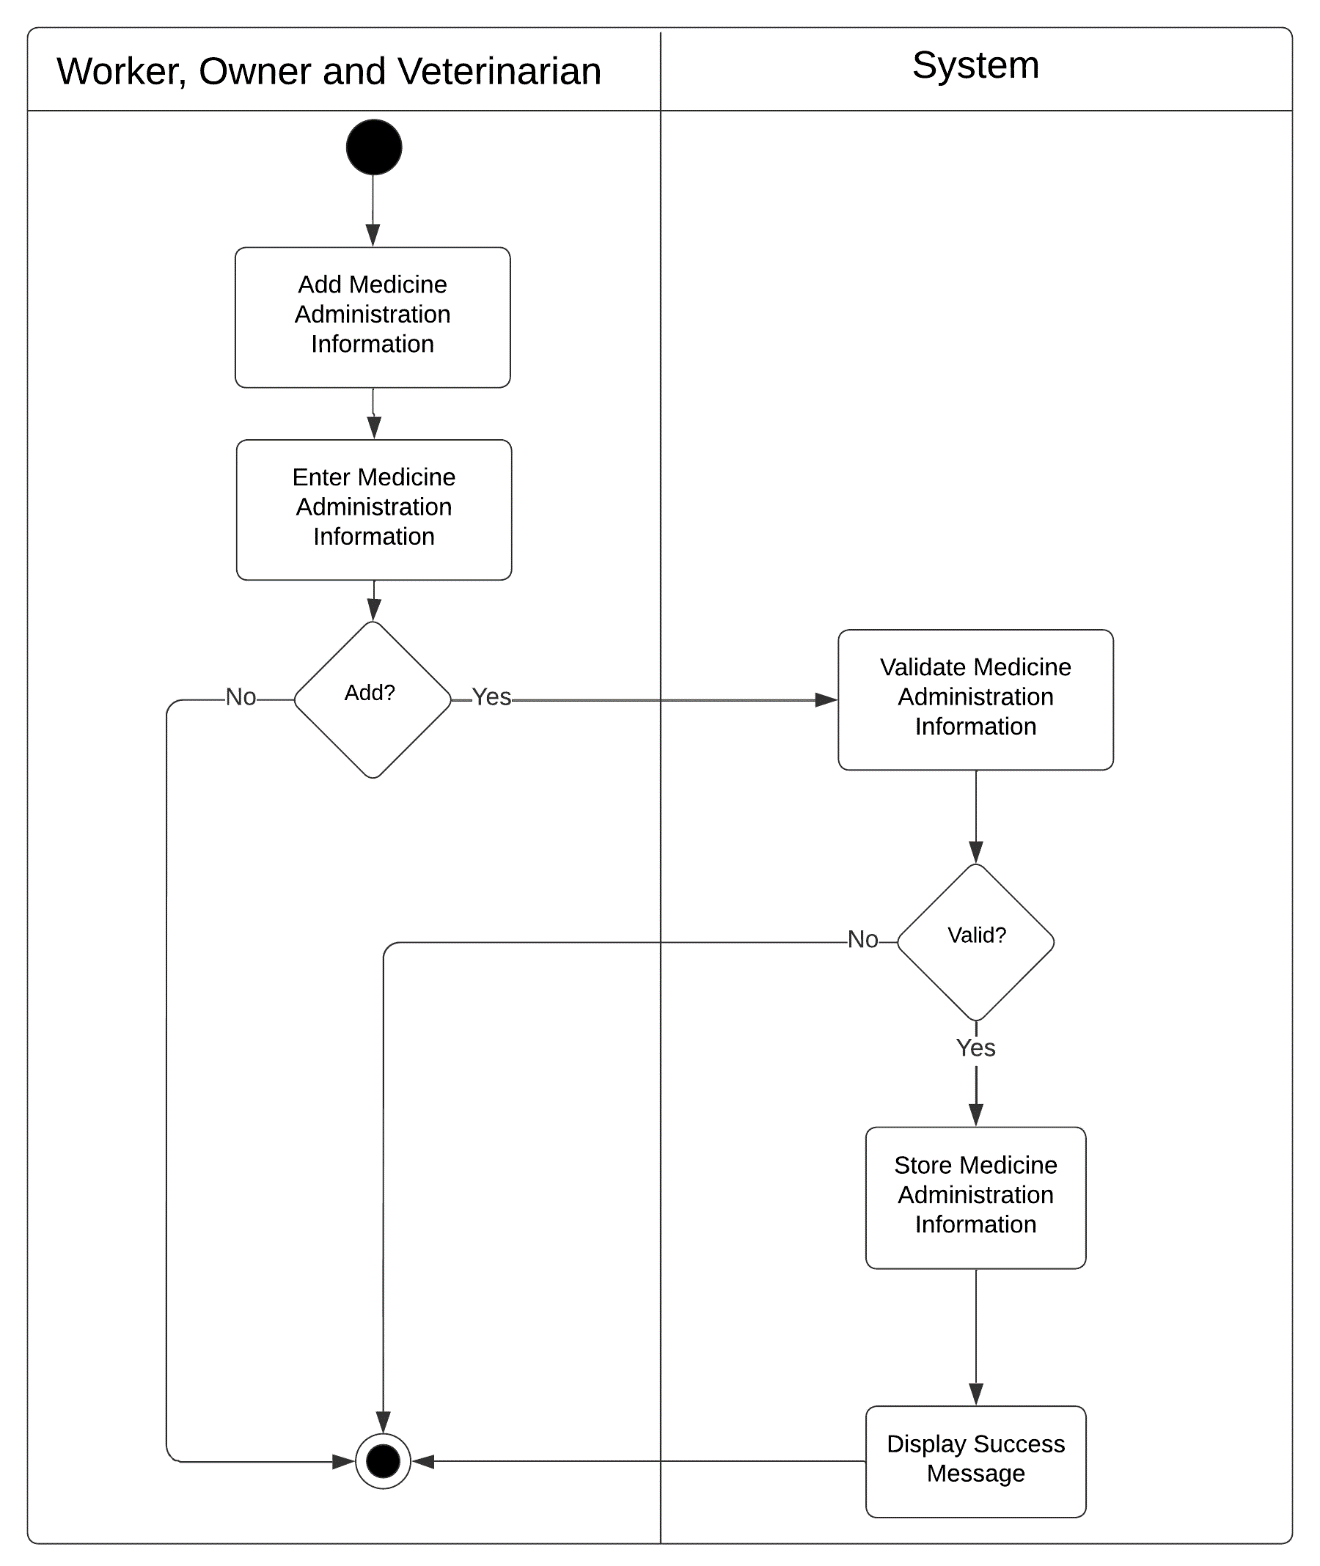 Worker, Owner and Veterinarian
System
Add Medicine
Administration
Information
Enter Medicine
Administration
Information
Add?
No
Yes
Validate Medicine
Administration
Information
Valid?
No
Yes
Store Medicine
Administration
Information
Display Success
Message